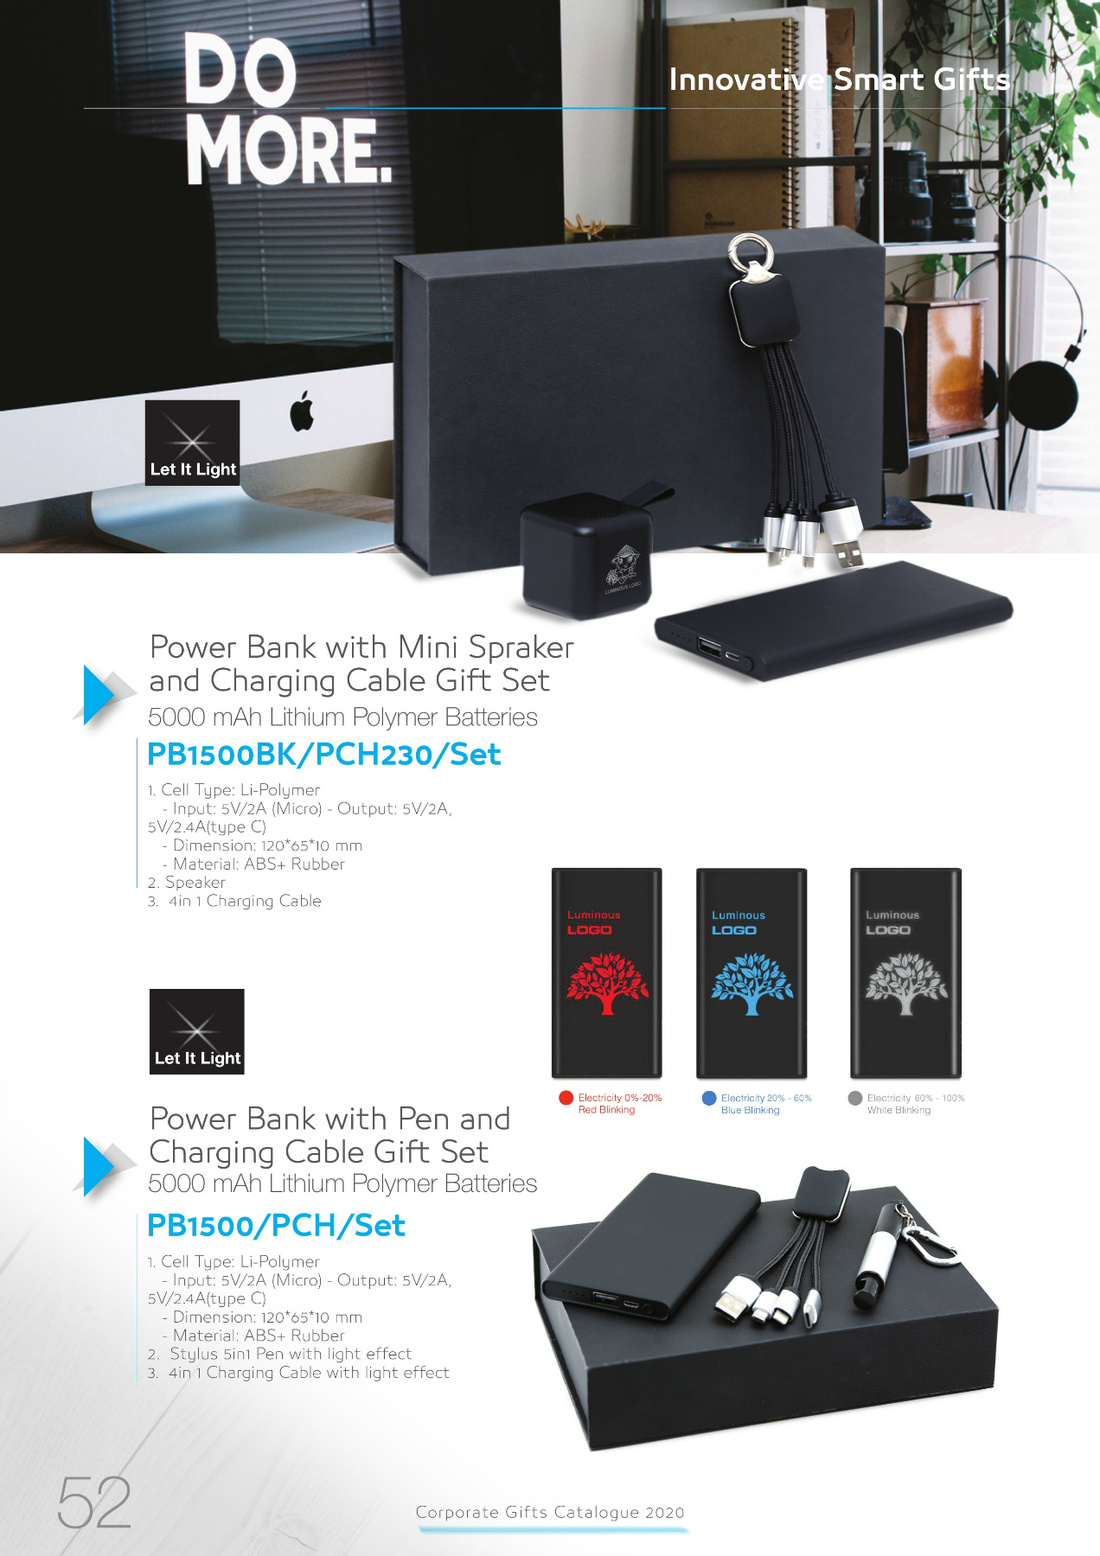 DO
MORE.
Innovative Smart Gifts
Let It Light
LUMINOUS LOGO
Power Bank with Mini Spraker
and Charging Cable Gift Set
5000 mAh Lithium Polymer Batteries
PB1500BK/PCH230/Set
1. Cell Type: Li-Polymer
- Input: 5V/2A (Micro) - Output: 5V/2A,
5V/2.4A(type C)
- Dimension: 120*65*10 mm
- Material: ABS+ Rubber
2. Speaker
3. 4in 1 Charging Cable
Luminous
LOGO
Luminous
LOGO
Luminous
LOGO
Electricity 0%-20%
Red Blinking
Electricity 20% - 60%
Blue Blinking
Electricity 60% - 100%
White Blinking
Let It Light
Power Bank with Pen and
Charging Cable Gift Set
5000 mAh Lithium Polymer Batteries
PB1500/PCH/Set
1. Cell Type: Li-Polymer
- Input: 5V/2A (Micro) - Output: 5V/2A,
5V/2.4A(type C)
- Dimension: 120*65*10 mm
- Material: ABS+ Rubber
2. Stylus 5in1 Pen with light effect
3. 4in 1 Charging Cable with light effect
52
Corporate Gifts Catalogue 2020